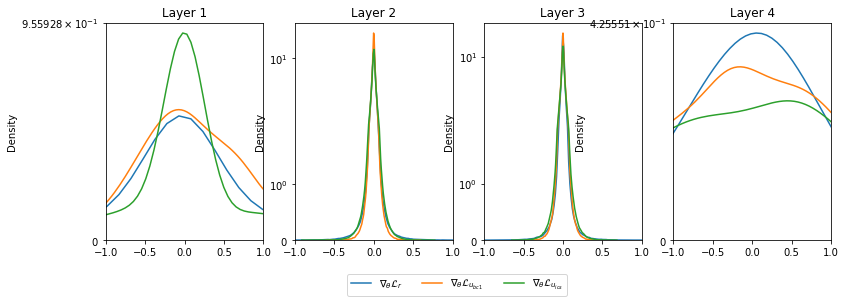 Layer 1
Layer 2
Layer 3
Layer 4
9.55928 × 10⁻¹
10¹
10¹
4.25551 × 10⁻¹
Density
Density
Density
Density
10⁰
10⁰
0
0
0
0
−1.0 −0.5 0.0 0.5 1.0
−1.0 −0.5 0.0 0.5 1.0
−1.0 −0.5 0.0 0.5 1.0
−1.0 −0.5 0.0 0.5 1.0
∇θℒr ∇θℒu_bc1 ∇θℒu_ics